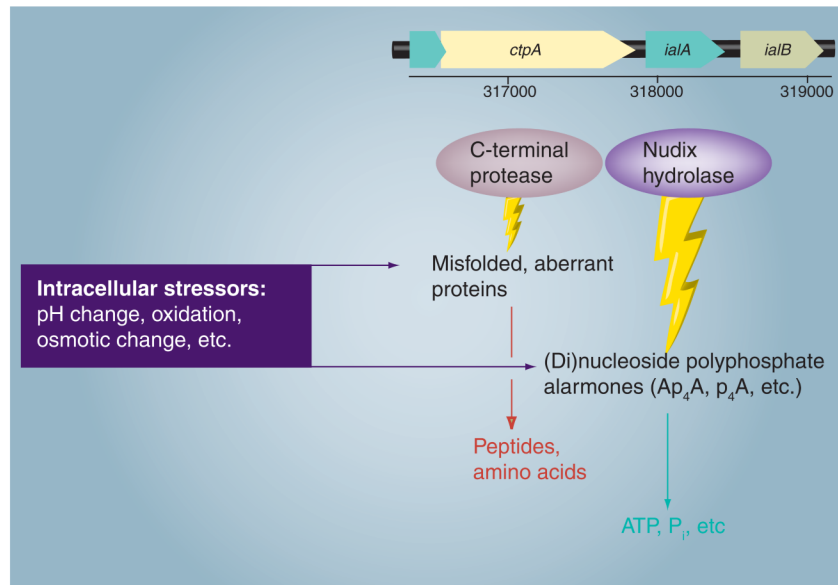 ctpA
ialA
ialB
317000
318000
319000
C-terminal
protease
Nudix
hydrolase
Misfolded, aberrant
proteins
Intracellular stressors:
pH change, oxidation,
osmotic change, etc.
(Di)nucleoside polyphosphate
alarmones (Ap₄A, p₄A, etc.)
Peptides,
amino acids
ATP, Pᵢ, etc